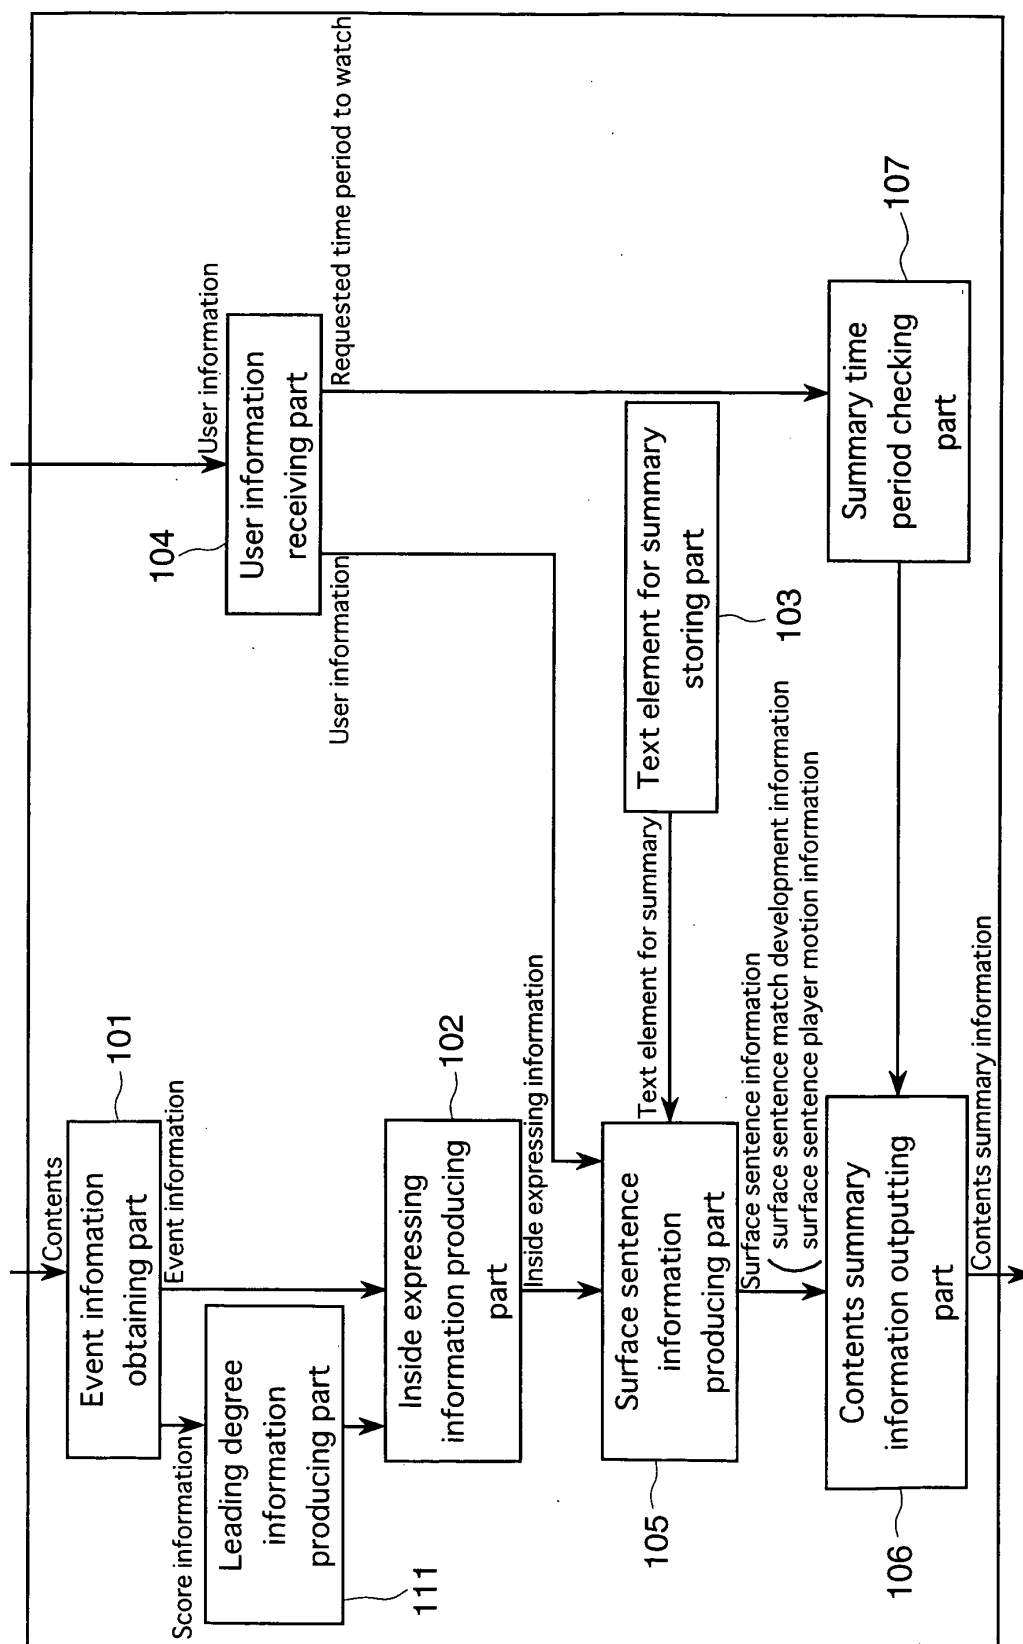 Contents
Event infomation
obtaining part
101
Score information
Event information
Leading degree
information
producing part
111
Inside expressing
information producing
part
102
Inside expressing information
User information
104
User information
receiving part
User information
Requested time period to watch
Surface sentence
information
producing part
105
Text element for summary
Text element for summary
storing part
103
Surface sentence information
surface sentence match development information
surface sentence player motion information
Contents summary
information outputting
part
106
Contents summary information
Summary time
period checking
part
107